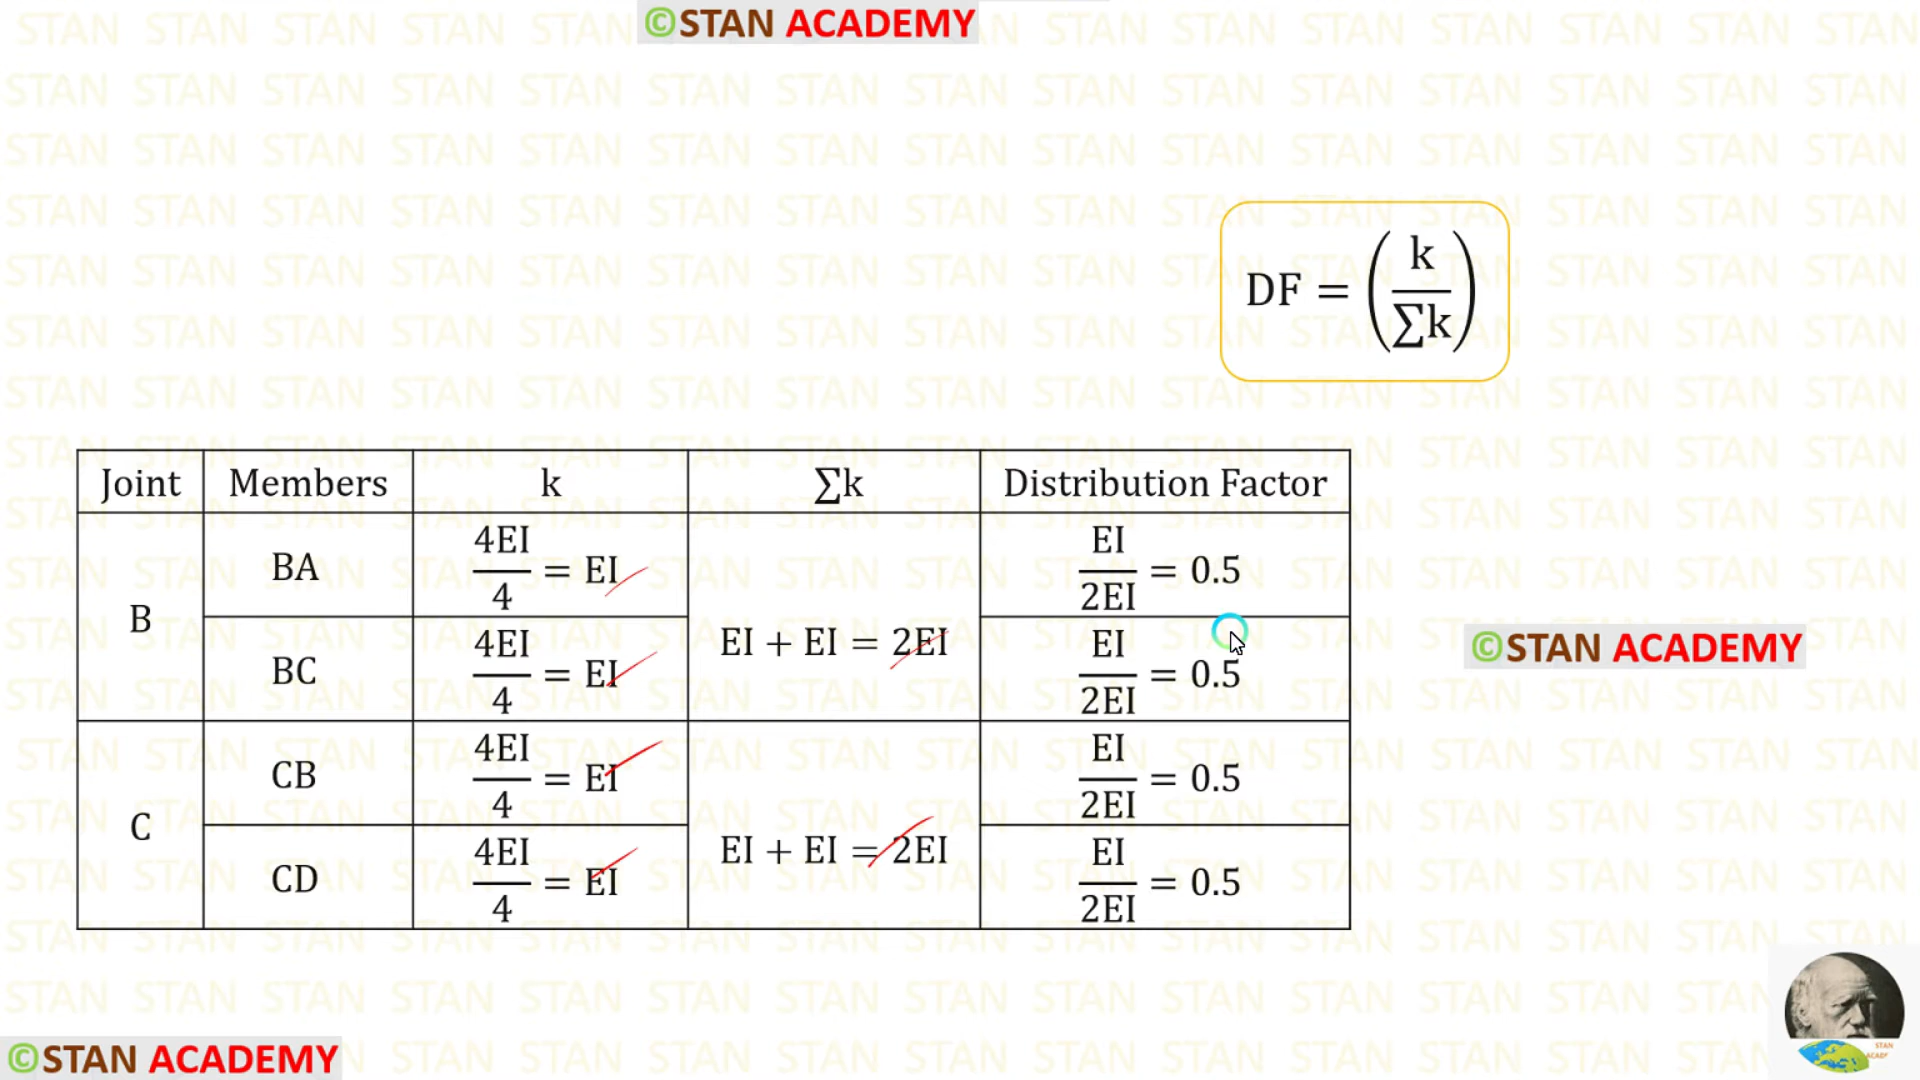 ©STAN ACADEMY
DF = (k/∑k)
Joint Members k ∑k Distribution Factor
B BA 4EI/4 = EI EI + EI = 2EI EI/2EI = 0.5
BC 4EI/4 = EI EI/2EI = 0.5
©STAN ACADEMY
C CB 4EI/4 = EI EI + EI = 2EI EI/2EI = 0.5
CD 4EI/4 = EI EI/2EI = 0.5
©STAN ACADEMY
STAN